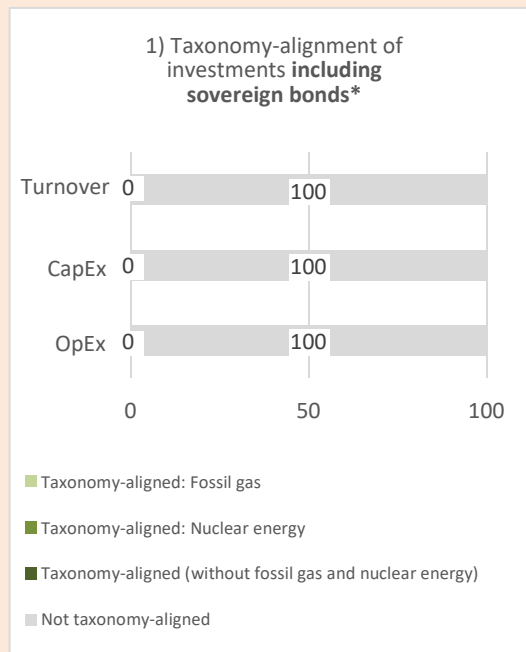 1) Taxonomy-alignment of
investments including
sovereign bonds*
Turnover 0 100
CapEx 0 100
OpEx 0 100
0 50 100
Taxonomy-aligned: Fossil gas
Taxonomy-aligned: Nuclear energy
Taxonomy-aligned (without fossil gas and nuclear energy)
Not taxonomy-aligned